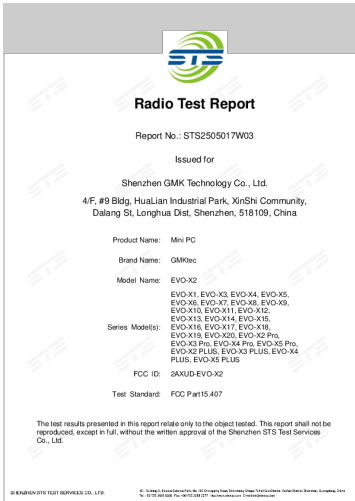 STS
Radio Test Report
Report No.: STS2505017W03
Issued for
Shenzhen GMK Technology Co., Ltd.
4/F, #9 Bldg, HuaLian Industrial Park, XinShi Community,
Dalang St, Longhua Dist, Shenzhen, 518109, China
Product Name: Mini PC
Brand Name: GMKtec
Model Name: EVO-X2
Series Model(s): EVO-X1, EVO-X3, EVO-X4, EVO-X5,
EVO-X6, EVO-X7, EVO-X8, EVO-X9,
EVO-X10, EVO-X11, EVO-X12,
EVO-X13, EVO-X14, EVO-X15,
EVO-X16, EVO-X17, EVO-X18,
EVO-X19, EVO-X20, EVO-X2 Pro,
EVO-X3 Pro, EVO-X4 Pro, EVO-X5 Pro,
EVO-X2 PLUS, EVO-X3 PLUS, EVO-X4
PLUS, EVO-X5 PLUS
FCC ID: 2AXUD-EVO-X2
Test Standard: FCC Part15.407
The test results presented in this report relate only to the object tested. This report shall not be
reproduced, except in full, without the written approval of the Shenzhen STS Test Services
Co., Ltd.
SHENZHEN STS TEST SERVICES CO., LTD.